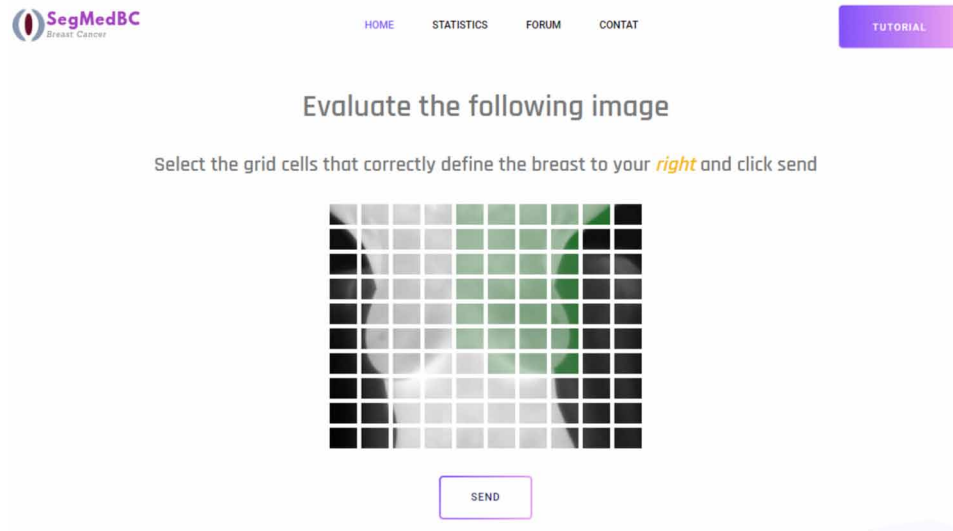 SegMedBC
Breast Cancer
HOME STATISTICS FORUM CONTAT
TUTORIAL
Evaluate the following image
Select the grid cells that correctly define the breast to your right and click send
SEND